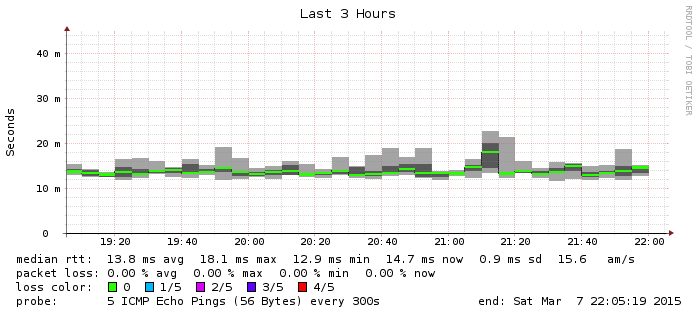 Last 3 Hours
RRDTOOL / TOBI OETIKER
Seconds
40 m
30 m
20 m
10 m
0
19:20 19:40 20:00 20:20 20:40 21:00 21:20 21:40 22:00
median rtt: 13.8 ms avg 18.1 ms max 12.9 ms min 14.7 ms now 0.9 ms sd 15.6 am/s
packet loss: 0.00 % avg 0.00 % max 0.00 % min 0.00 % now
loss color: 0 1/5 2/5 3/5 4/5
probe: 5 ICMP Echo Pings (56 Bytes) every 300s end: Sat Mar 7 22:05:19 2015